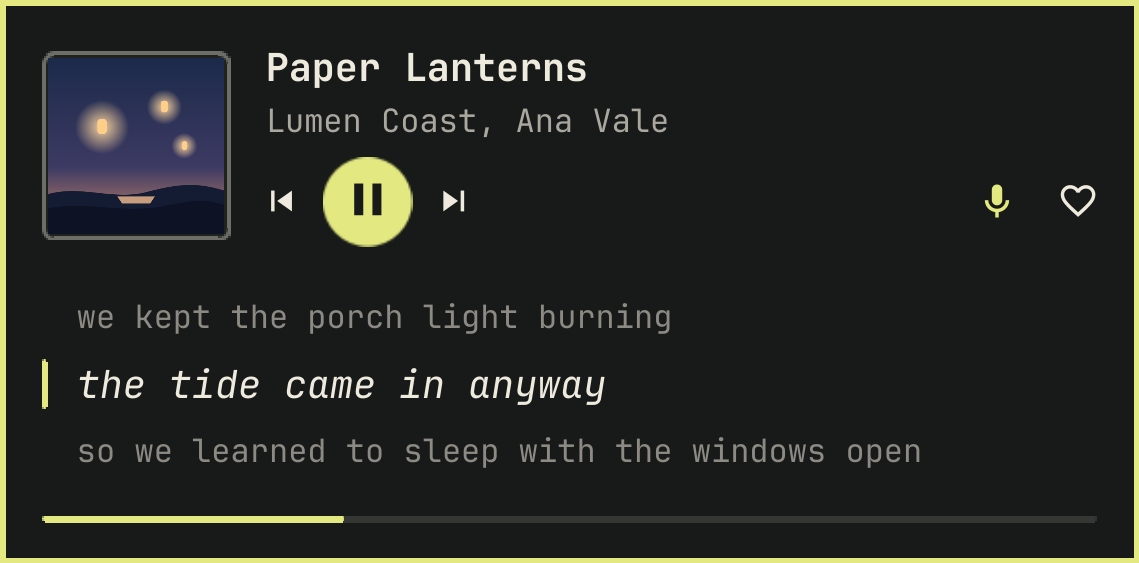 Paper Lanterns
Lumen Coast, Ana Vale
we kept the porch light burning
the tide came in anyway
so we learned to sleep with the windows open